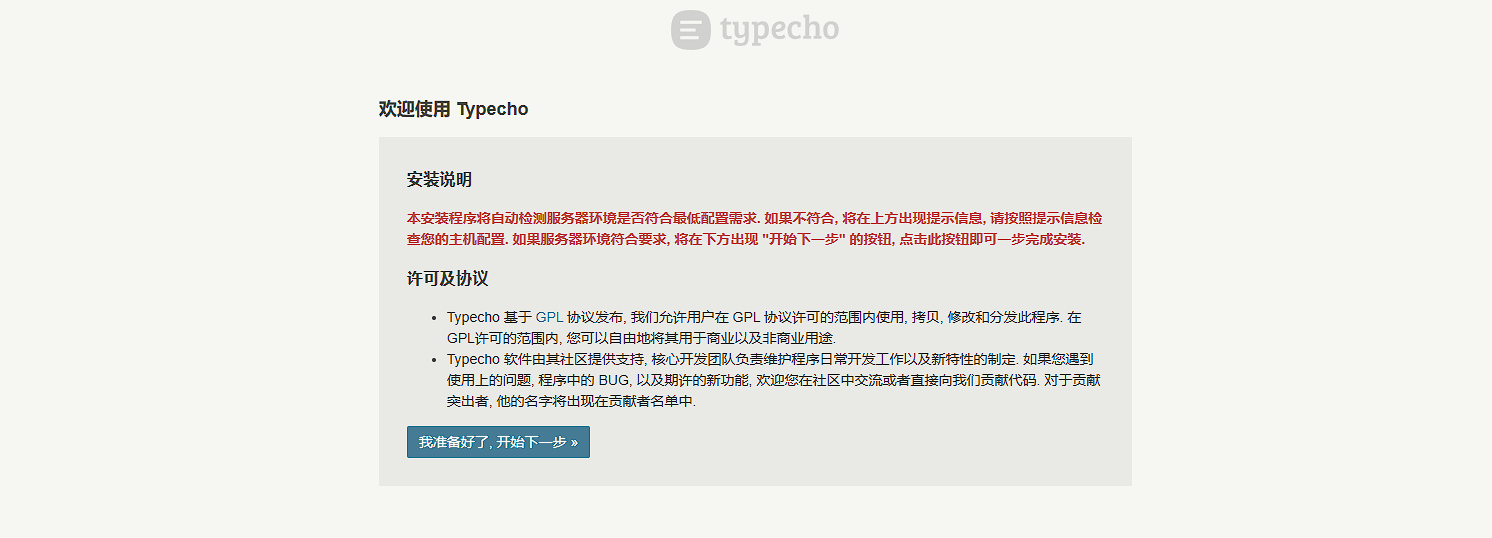 typecho
欢迎使用 Typecho
安装说明
本安装程序将自动检测服务器环境是否符合最低配置需求. 如果不符合, 将在上方出现提示信息, 请按照提示信息检
查您的主机配置. 如果服务器环境符合要求, 将在下方出现 "开始下一步" 的按钮, 点击此按钮即可一步完成安装.
许可及协议
• Typecho 基于 GPL 协议发布, 我们允许用户在 GPL 协议许可的范围内使用, 拷贝, 修改和分发此程序. 在
GPL许可的范围内, 您可以自由地将其用于商业以及非商业用途.
• Typecho 软件由其社区提供支持, 核心开发团队负责维护程序日常开发工作以及新特性的制定. 如果您遇到
使用上的问题, 程序中的 BUG, 以及期许的新功能, 欢迎您在社区中交流或者直接向我们贡献代码. 对于贡献
突出者, 他的名字将出现在贡献者名单中.
我准备好了, 开始下一步 »